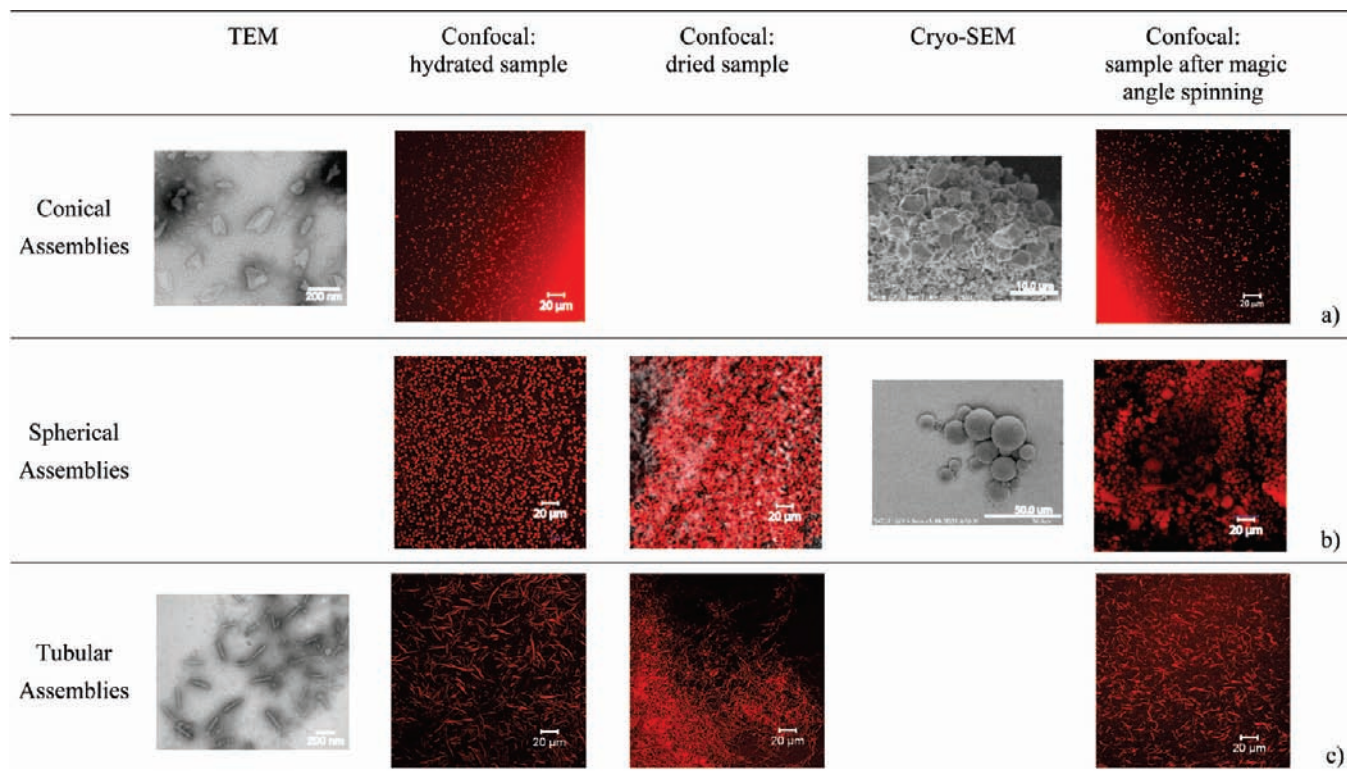 TEM
Confocal:
hydrated sample
Confocal:
dried sample
Cryo-SEM
Confocal:
sample after magic
angle spinning
Conical
Assemblies
200 nm
20 µm
10.0 µm
20 µm
a)
Spherical
Assemblies
20 µm
20 µm
50.0 um
20 µm
b)
Tubular
Assemblies
200 nm
20 µm
20 µm
20 µm
c)